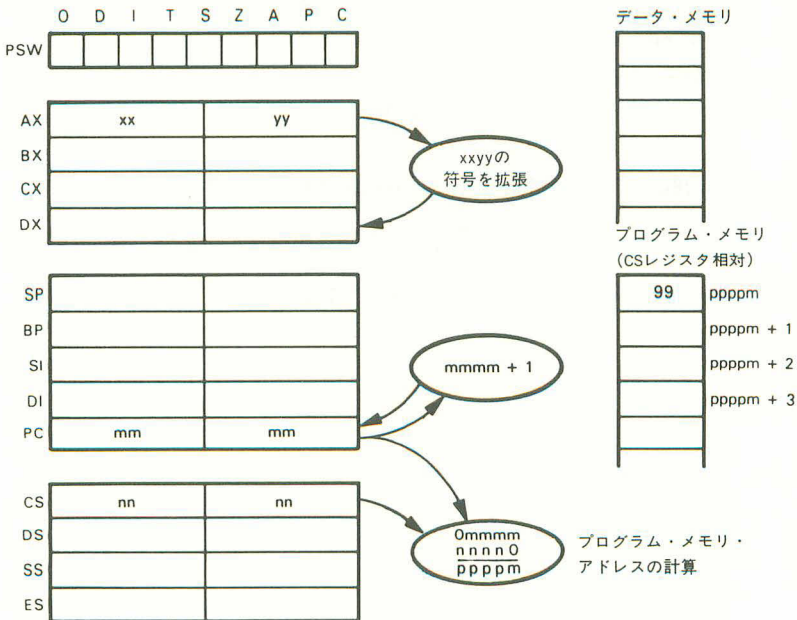 O D I T S Z A P C
PSW
データ・メモリ
AX xx yy
BX
CX
DX
xxyyの
符号を拡張
プログラム・メモリ
(CSレジスタ相対)
SP
BP
SI
DI
PC mm mm
mmmm + 1
99 ppppm
ppppm + 1
ppppm + 2
ppppm + 3
CS nn nn
DS
SS
ES
0mmmm
nnnn0
ppppm
プログラム・メモリ・
アドレスの計算